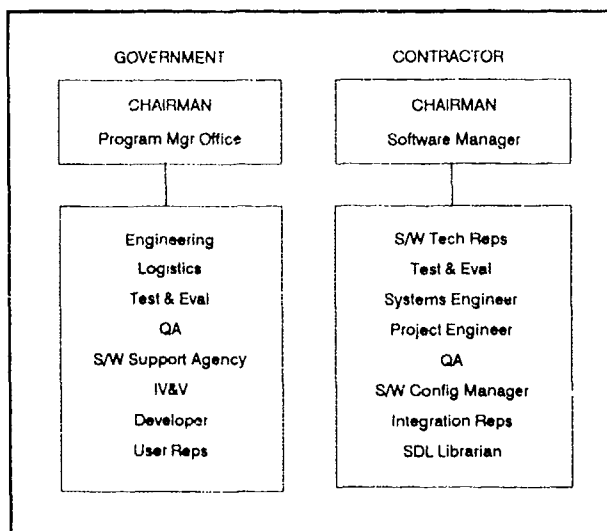 GOVERNMENT
CHAIRMAN
Program Mgr Office
Engineering
Logistics
Test & Eval
QA
S/W Support Agency
IV&V
Developer
User Reps
CONTRACTOR
CHAIRMAN
Software Manager
S/W Tech Reps
Test & Eval
Systems Engineer
Project Engineer
QA
S/W Config Manager
Integration Reps
SDL Librarian